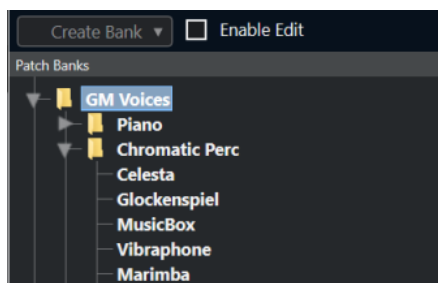 Create Bank Enable Edit
Patch Banks
GM Voices
Piano
Chromatic Perc
Celesta
Glockenspiel
MusicBox
Vibraphone
Marimba